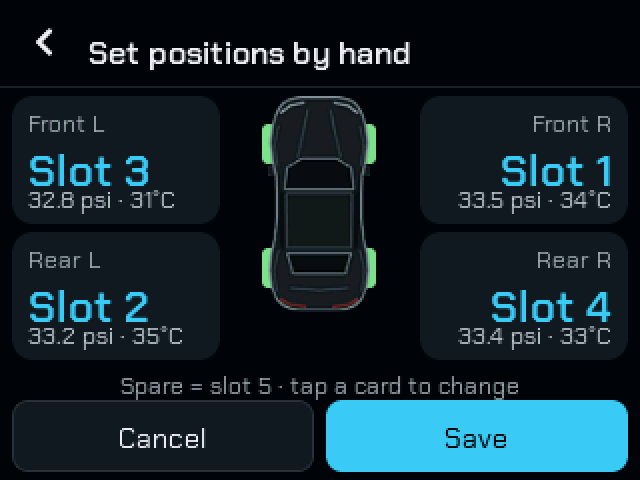 Set positions by hand
Front L
Slot 3
32.8 psi · 31°C
Front R
Slot 1
33.5 psi · 34°C
Rear L
Slot 2
33.2 psi · 35°C
Rear R
Slot 4
33.4 psi · 33°C
Spare = slot 5 · tap a card to change
Cancel
Save